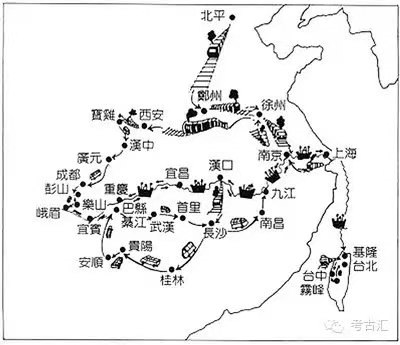 北平
鄭州
徐州
寶雞
西安
漢中
廣元
成都
彭山
峨眉
樂山
宜賓
重慶
巴縣
綦江
宜昌
漢口
首里
武漢
長沙
九江
南昌
南京
上海
安順
貴陽
桂林
基隆
台北
台中
霧峰
考古汇